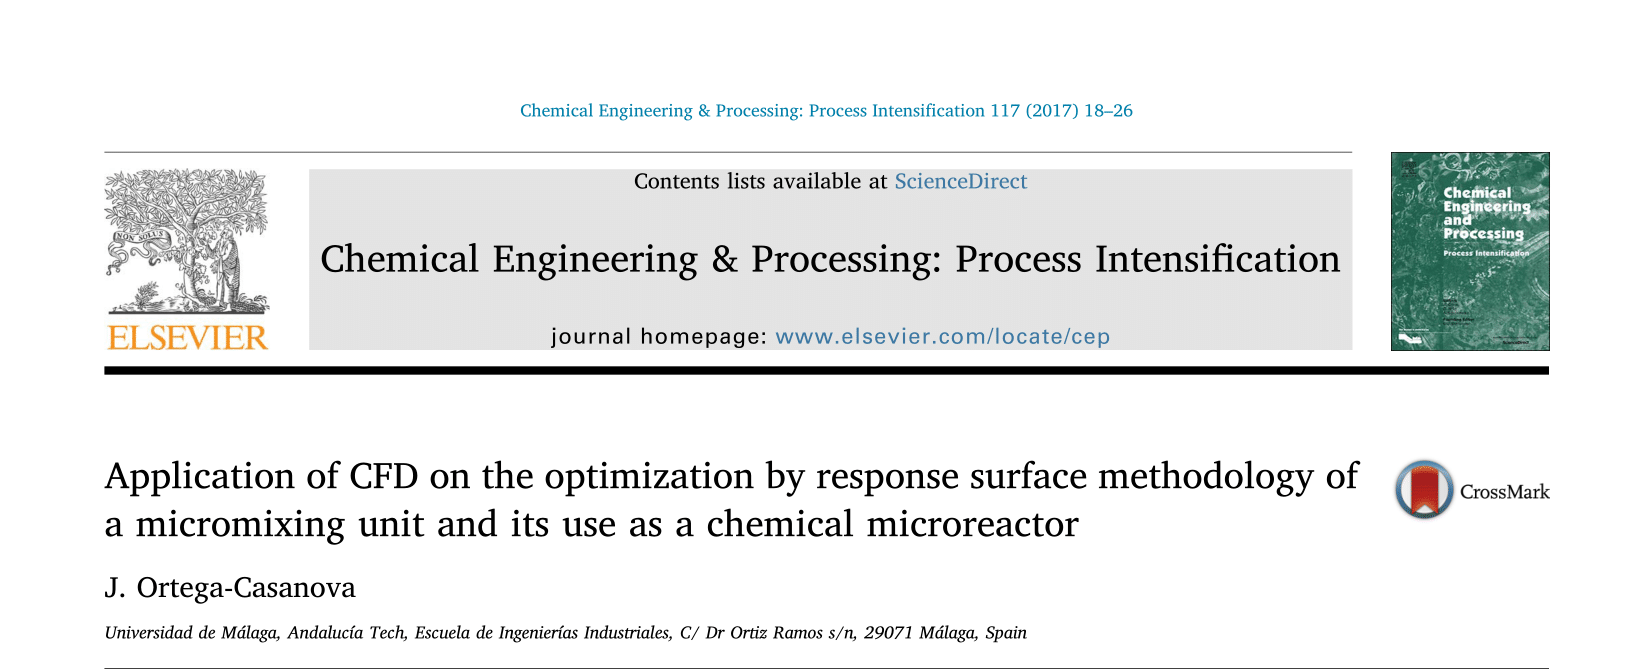 Chemical Engineering & Processing: Process Intensification 117 (2017) 18–26
Contents lists available at ScienceDirect
Chemical Engineering & Processing: Process Intensification
journal homepage: www.elsevier.com/locate/cep
NON SOLUS
ELSEVIER
Chemical
Engineering
and
Processing
Process Intensification
Application of CFD on the optimization by response surface methodology of
a micromixing unit and its use as a chemical microreactor
CrossMark
J. Ortega-Casanova
Universidad de Málaga, Andalucía Tech, Escuela de Ingenierías Industriales, C/ Dr Ortiz Ramos s/n, 29071 Málaga, Spain